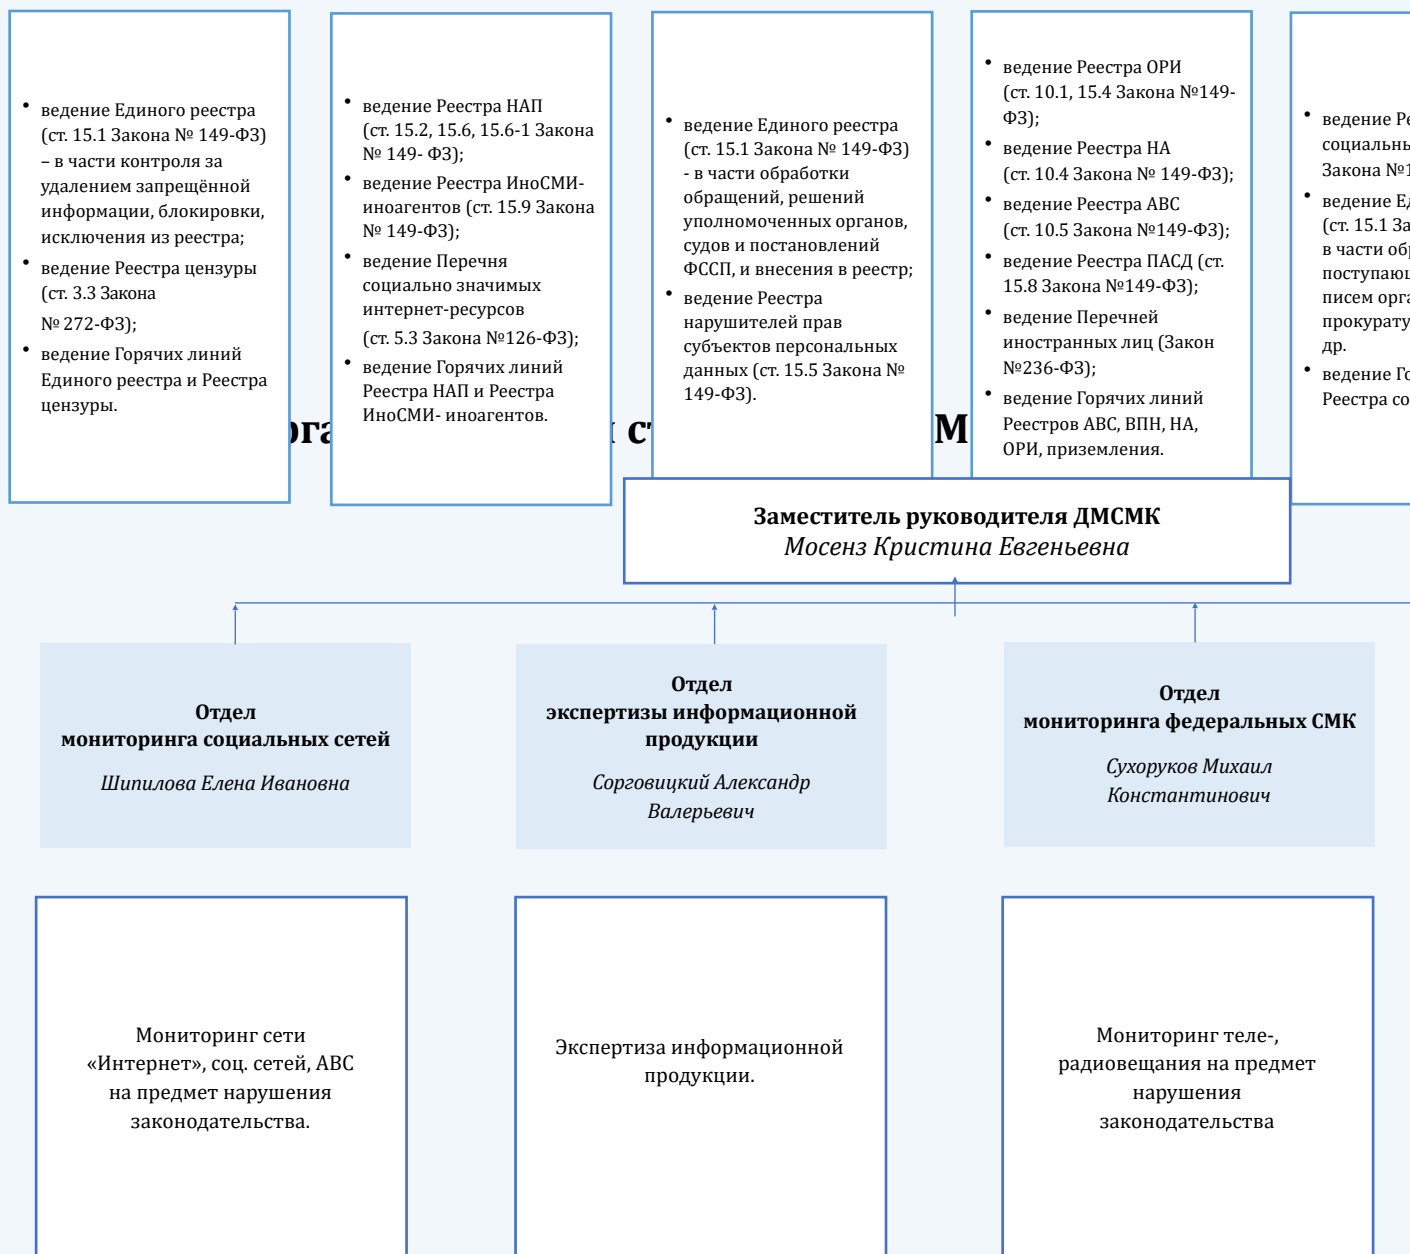 • ведение Единого реестра
(ст. 15.1 Закона № 149-ФЗ)
– в части контроля за
удалением запрещённой
информации, блокировки,
исключения из реестра;
• ведение Реестра цензуры
(ст. 3.3 Закона
№ 272-ФЗ);
• ведение Горячих линий
Единого реестра и Реестра
цензуры.
• ведение Реестра НАП
(ст. 15.2, 15.6, 15.6-1 Закона
№ 149- ФЗ);
• ведение Реестра ИноСМИ-
иноагентов (ст. 15.9 Закона
№ 149-ФЗ);
• ведение Перечня
социально значимых
интернет-ресурсов
(ст. 5.3 Закона №126-ФЗ);
• ведение Горячих линий
Реестра НАП и Реестра
ИноСМИ- иноагентов.
• ведение Единого реестра
(ст. 15.1 Закона № 149-ФЗ)
- в части обработки
обращений, решений
уполномоченных органов,
судов и постановлений
ФССП, и внесения в реестр;
• ведение Реестра
нарушителей прав
субъектов персональных
данных (ст. 15.5 Закона №
149-ФЗ).
• ведение Реестра ОРИ
(ст. 10.1, 15.4 Закона №149-
ФЗ);
• ведение Реестра НА
(ст. 10.4 Закона № 149-ФЗ);
• ведение Реестра АВС
(ст. 10.5 Закона №149-ФЗ);
• ведение Реестра ПАСД (ст.
15.8 Закона №149-ФЗ);
• ведение Перечней
иностранных лиц (Закон
№236-ФЗ);
• ведение Горячих линий
Реестров АВС, ВПН, НА,
ОРИ, приземления.
• ведение
Закона
• ведение
(ст. 15.1
в части
писем
др.
• ведение
Реестра
Заместитель руководителя ДМСМК
Мосенз Кристина Евгеньевна
Отдел
мониторинга социальных сетей
Шипилова Елена Ивановна
Отдел
экспертизы информационной
продукции
Сорговицкий Александр
Валерьевич
Отдел
мониторинга федеральных СМК
Сухоруков Михаил
Константинович
Мониторинг сети
«Интернет», соц. сетей, АВС
на предмет нарушения
законодательства.
Экспертиза информационной
продукции.
Мониторинг теле-,
радиовещания на предмет
нарушения
законодательства